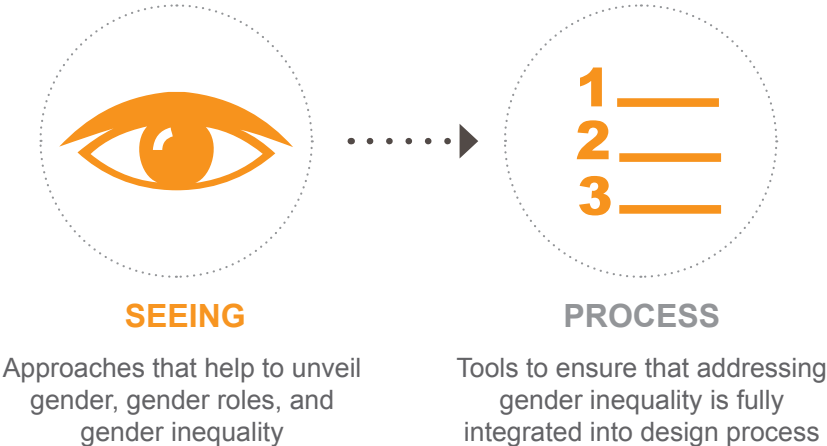 1
2
3
SEEING
Approaches that help to unveil
gender, gender roles, and
gender inequality
PROCESS
Tools to ensure that addressing
gender inequality is fully
integrated into design process